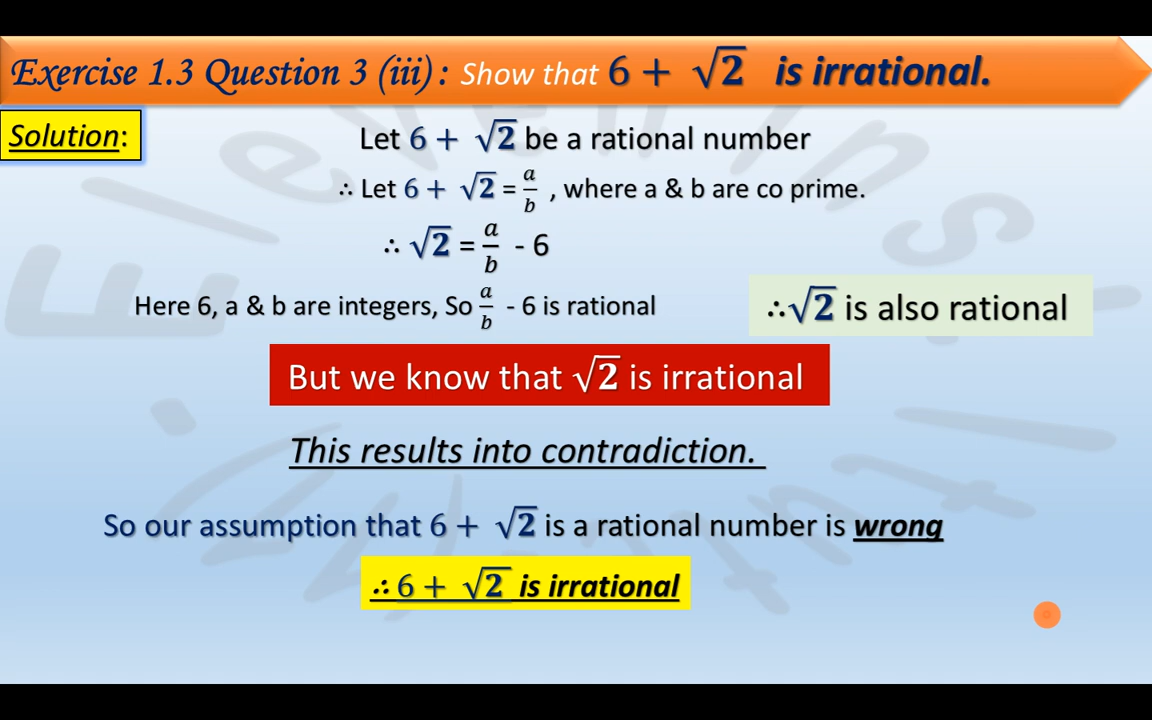 Exercise 1.3 Question 3 (iii) : Show that 6 + √2 is irrational.
Solution:
Let 6 + √2 be a rational number
∴ Let 6 + √2 = a/b , where a & b are co prime.
∴ √2 = a/b - 6
Here 6, a & b are integers, So a/b - 6 is rational
∴√2 is also rational
But we know that √2 is irrational
This results into contradiction.
So our assumption that 6 + √2 is a rational number is wrong
∴ 6 + √2 is irrational